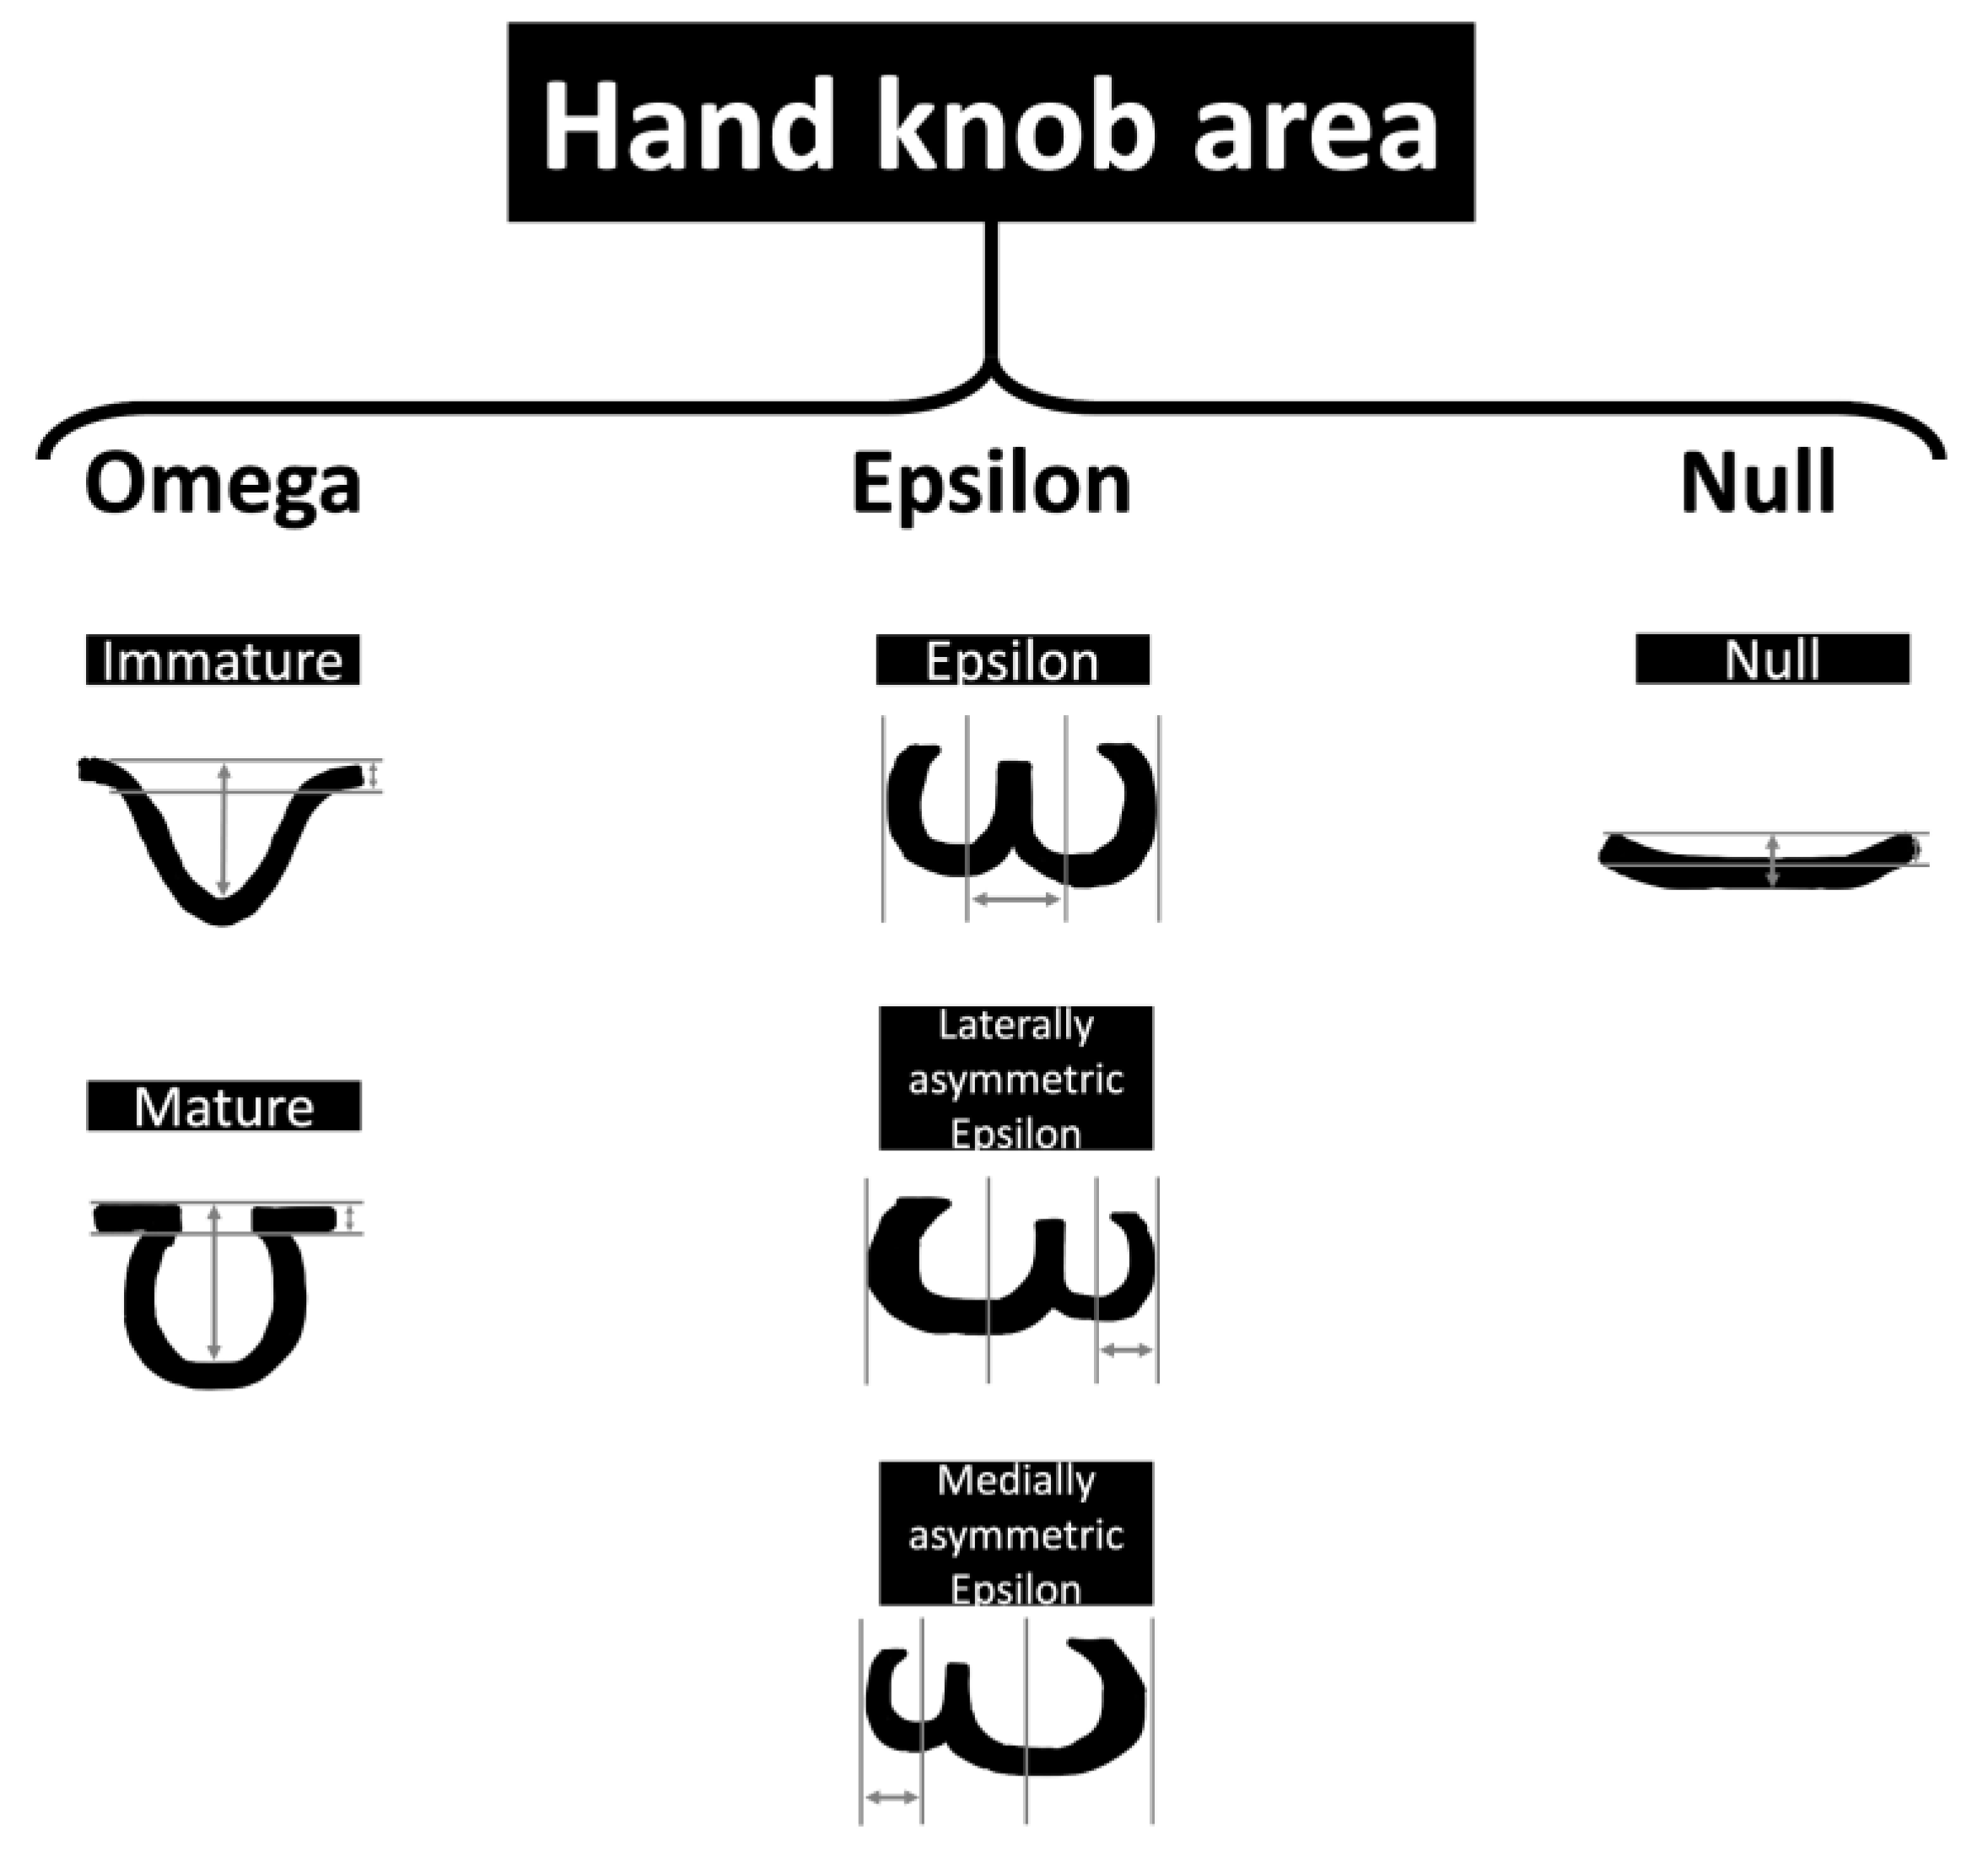 Hand knob area
Omega
Epsilon
Null
Immature
Epsilon
Null
Laterally
asymmetric
Epsilon
Mature
Medially
asymmetric
Epsilon